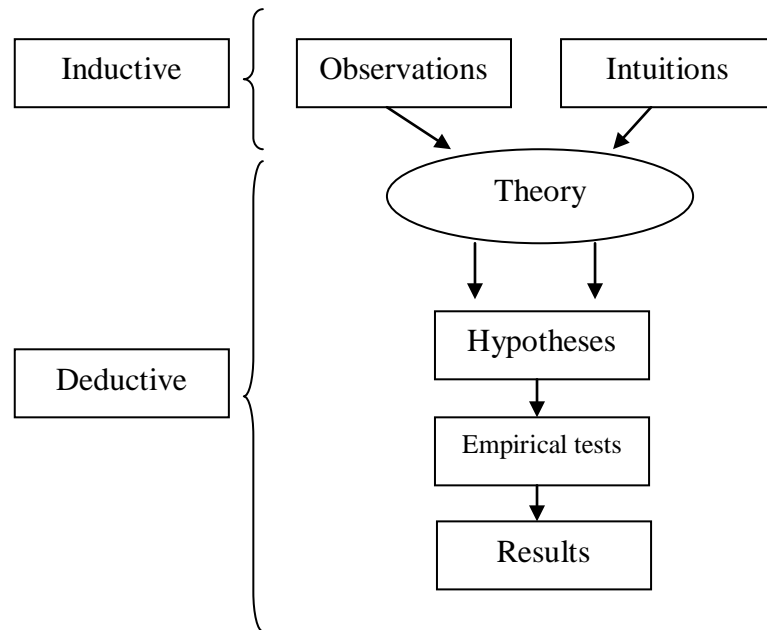 Inductive
Observations
Intuitions
Theory
Hypotheses
Deductive
Empirical tests
Results